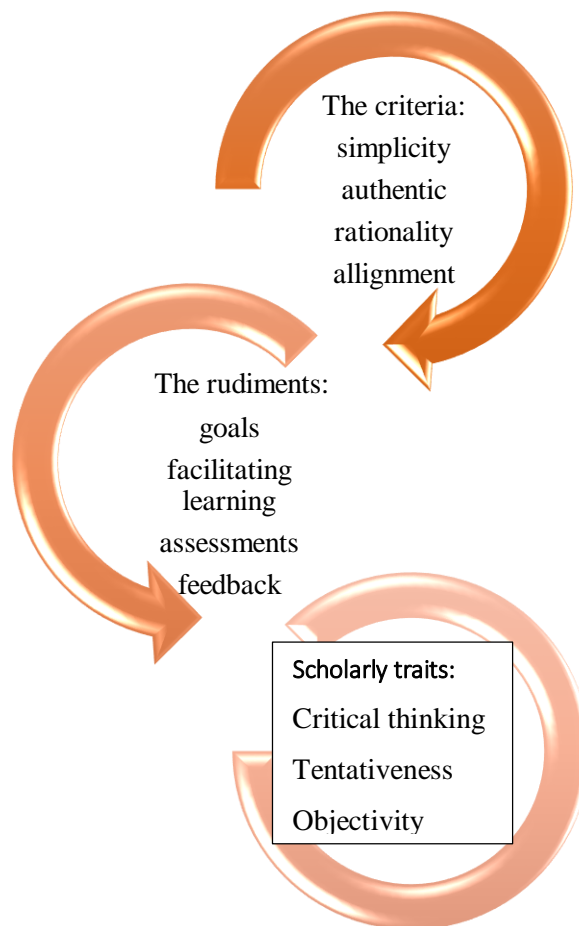 The criteria:
simplicity
authentic
rationality
allignment
The rudiments:
goals
facilitating
learning
assessments
feedback
Scholarly traits:
Critical thinking
Tentativeness
Objectivity